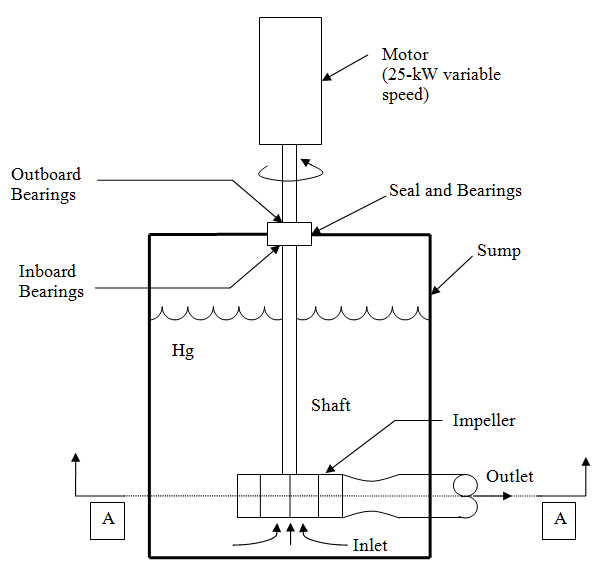 Motor
(25-kW variable
speed)
Outboard
Bearings
Seal and Bearings
Inboard
Bearings
Sump
Hg
Shaft
Impeller
Outlet
A
A
Inlet